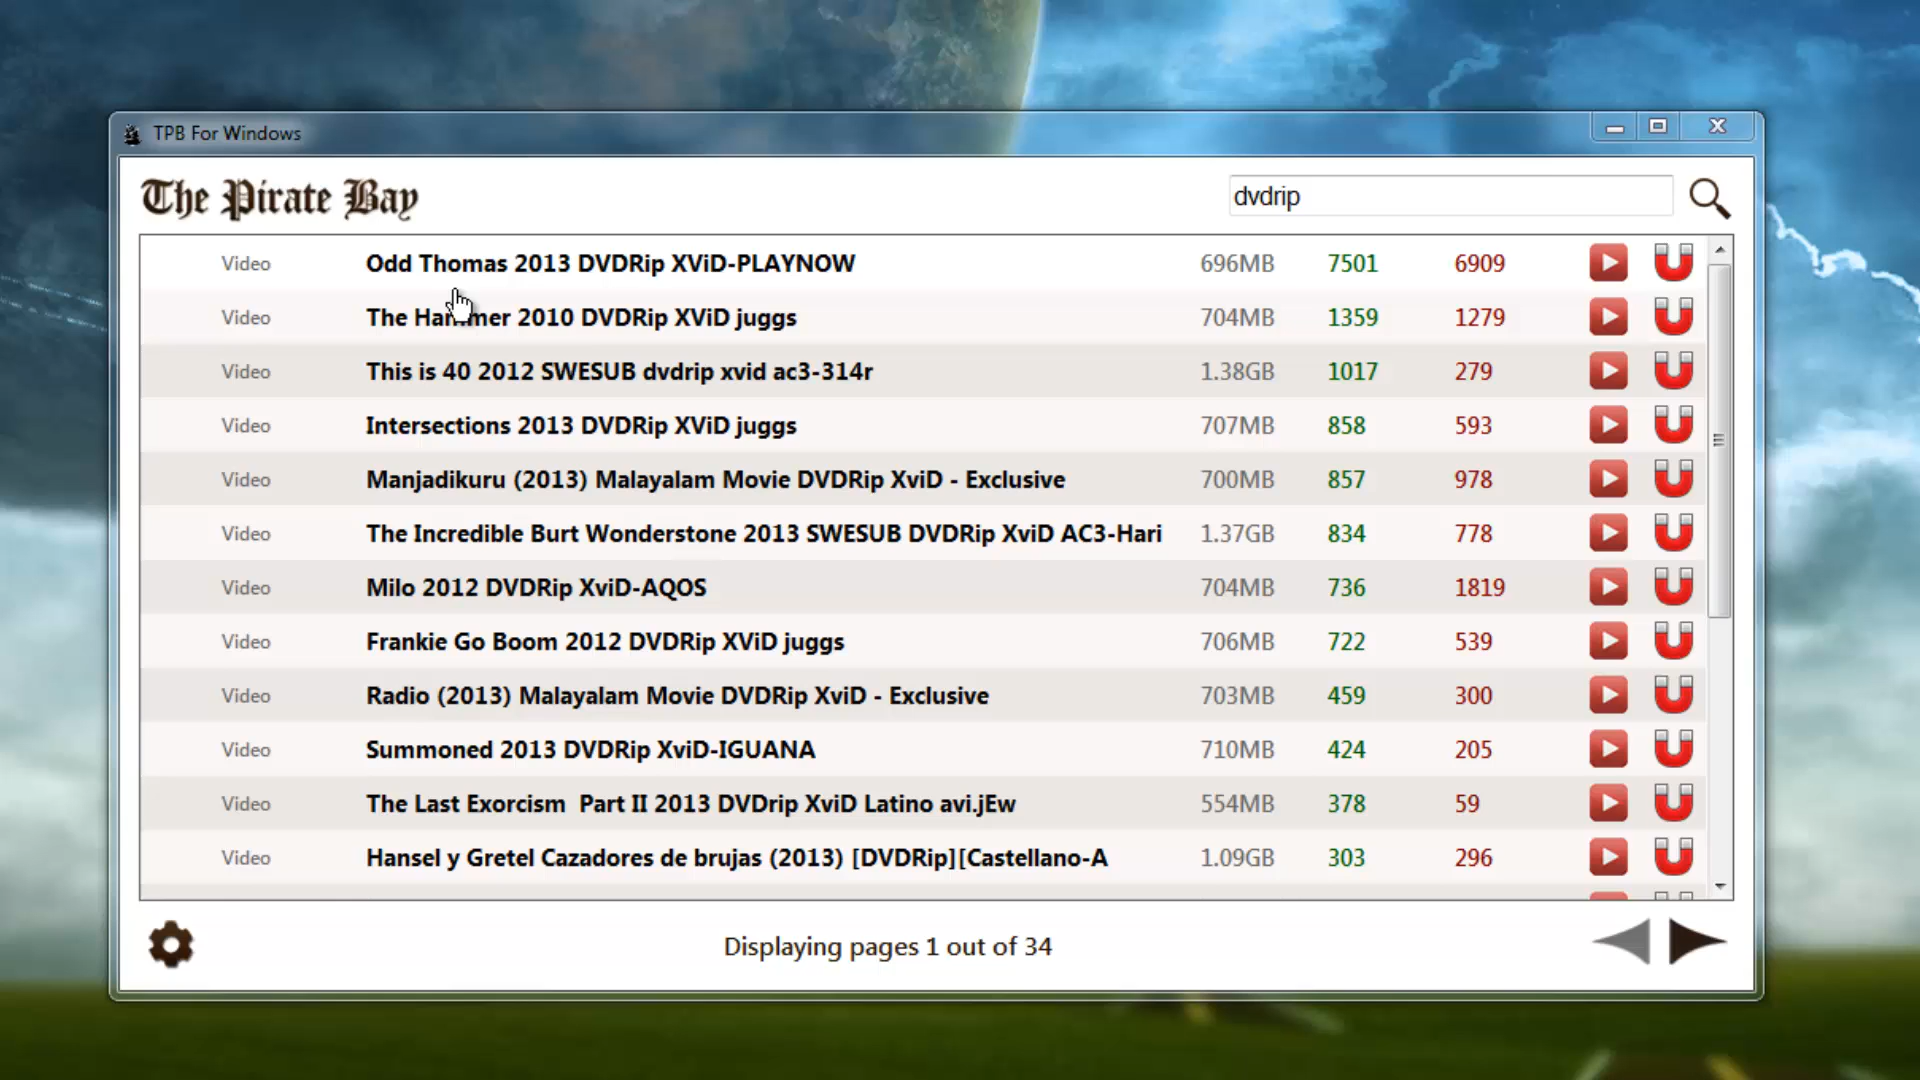 TPB For Windows
The Pirate Bay
dvdrip
Video Odd Thomas 2013 DVDRip XViD-PLAYNOW 696MB 7501 6909
Video The Hammer 2010 DVDRip XViD juggs 704MB 1359 1279
Video This is 40 2012 SWESUB dvdrip xvid ac3-314r 1.38GB 1017 279
Video Intersections 2013 DVDRip XViD juggs 707MB 858 593
Video Manjadikuru (2013) Malayalam Movie DVDRip XviD - Exclusive 700MB 857 978
Video The Incredible Burt Wonderstone 2013 SWESUB DVDRip XviD AC3-Hari 1.37GB 834 778
Video Milo 2012 DVDRip XviD-AQOS 704MB 736 1819
Video Frankie Go Boom 2012 DVDRip XViD juggs 706MB 722 539
Video Radio (2013) Malayalam Movie DVDRip XviD - Exclusive 703MB 459 300
Video Summoned 2013 DVDRip XviD-IGUANA 710MB 424 205
Video The Last Exorcism  Part II 2013 DVDrip XviD Latino avi.jEw 554MB 378 59
Video Hansel y Gretel Cazadores de brujas (2013) [DVDRip][Castellano-A 1.09GB 303 296
Displaying pages 1 out of 34